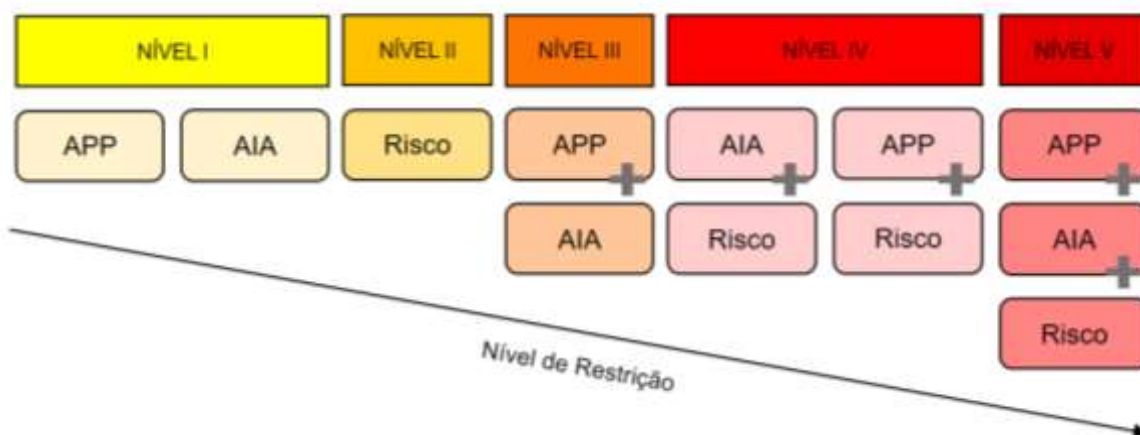 NÍVEL I NÍVEL II NÍVEL III NÍVEL IV NÍVEL V
APP AIA Risco APP AIA APP APP
AIA Risco Risco AIA
Risco
Nível de Restrição